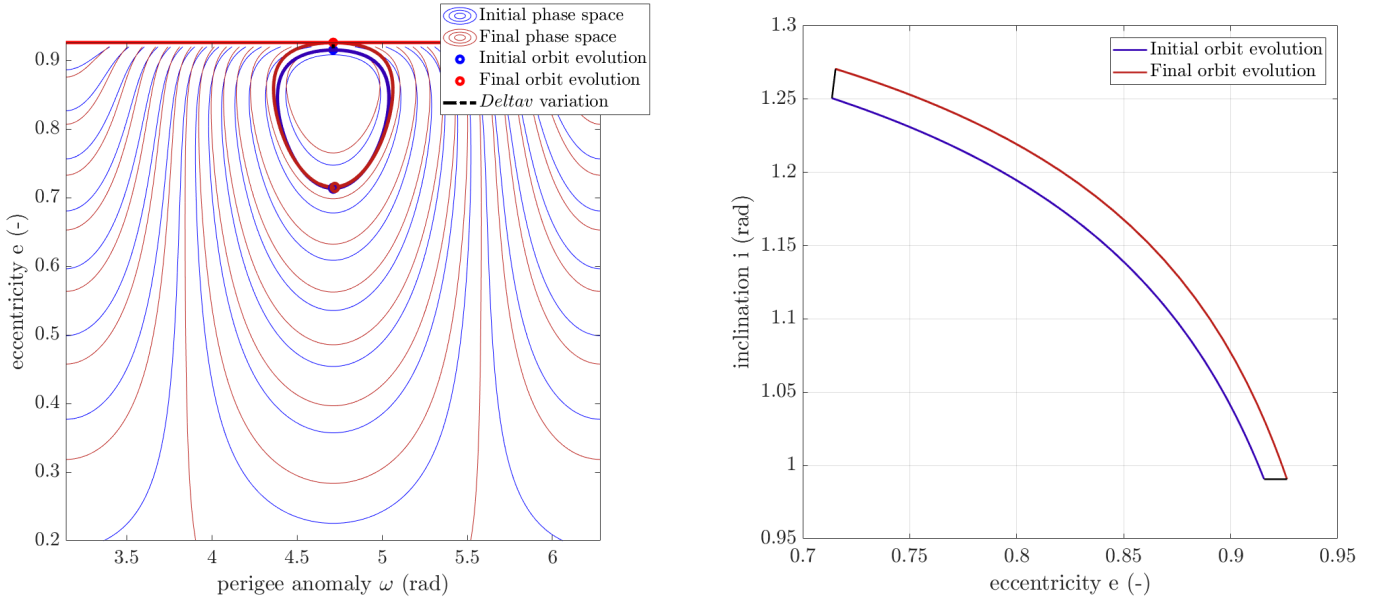 Initial phase space
Final phase space
Initial orbit evolution
Final orbit evolution
Deltav variation
0.9
0.8
0.7
0.6
0.5
0.4
0.3
0.2
eccentricity e (-)
3.5
4
4.5
5
5.5
6
perigee anomaly ω (rad)
Initial orbit evolution
Final orbit evolution
1.3
1.25
1.2
1.15
1.1
1.05
1
0.95
inclination i (rad)
0.7
0.75
0.8
0.85
0.9
0.95
eccentricity e (-)